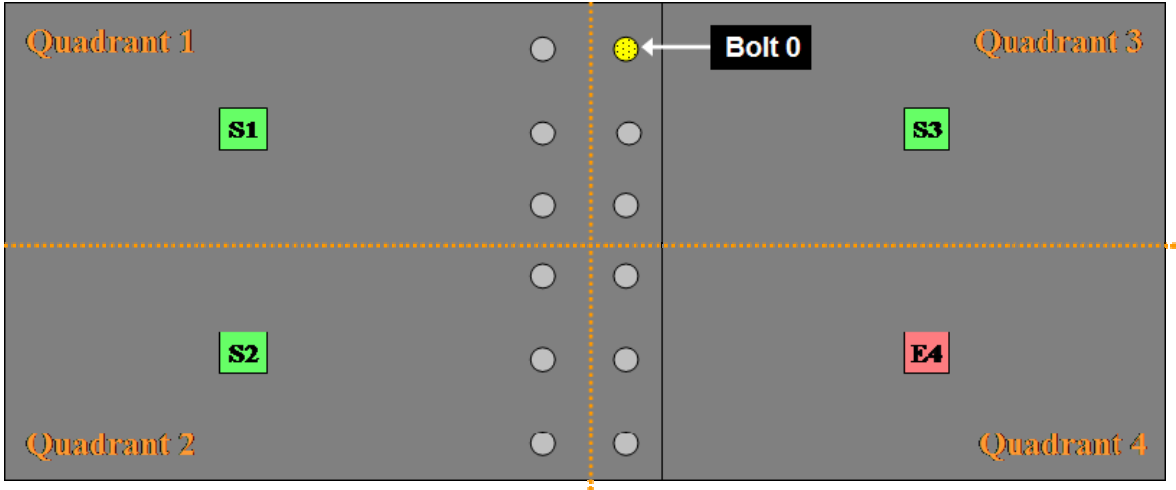 Quadrant 1
Bolt 0
Quadrant 3
S1
S3
S2
E4
Quadrant 2
Quadrant 4